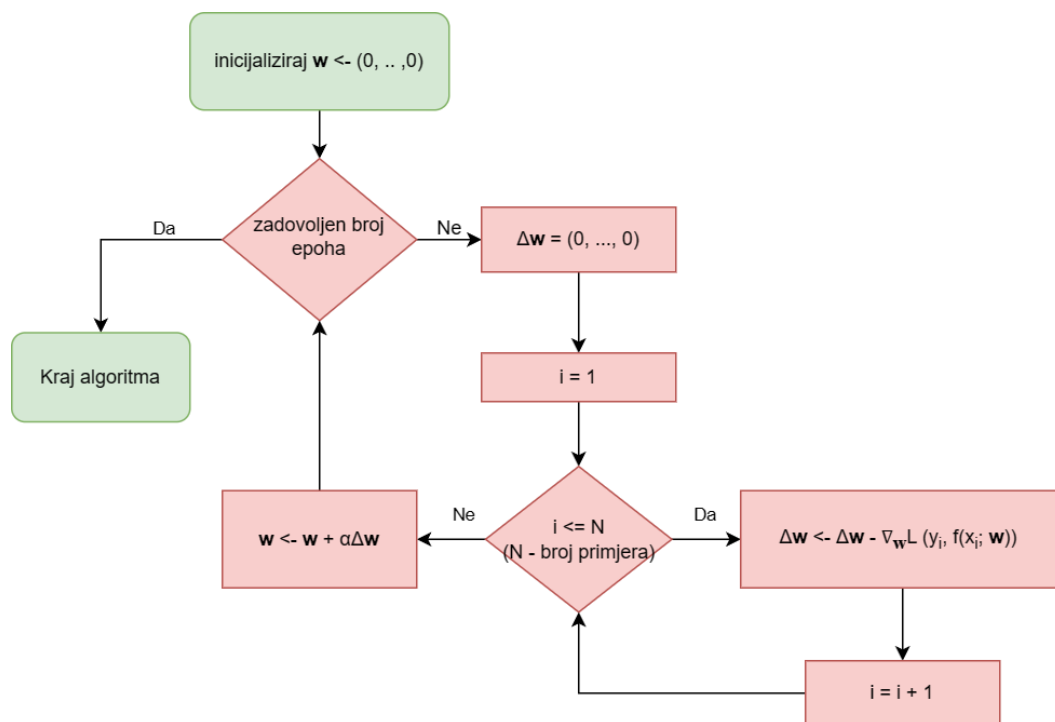 inicijaliziraj w <- (0, .. ,0)
zadovoljen broj
epoha
Da
Ne
Δw = (0, ..., 0)
Kraj algoritma
i = 1
i <= N
(N - broj primjera)
Ne
Da
w <- w + αΔw
Δw <- Δw - ∇wL (yi, f(xi; w))
i = i + 1